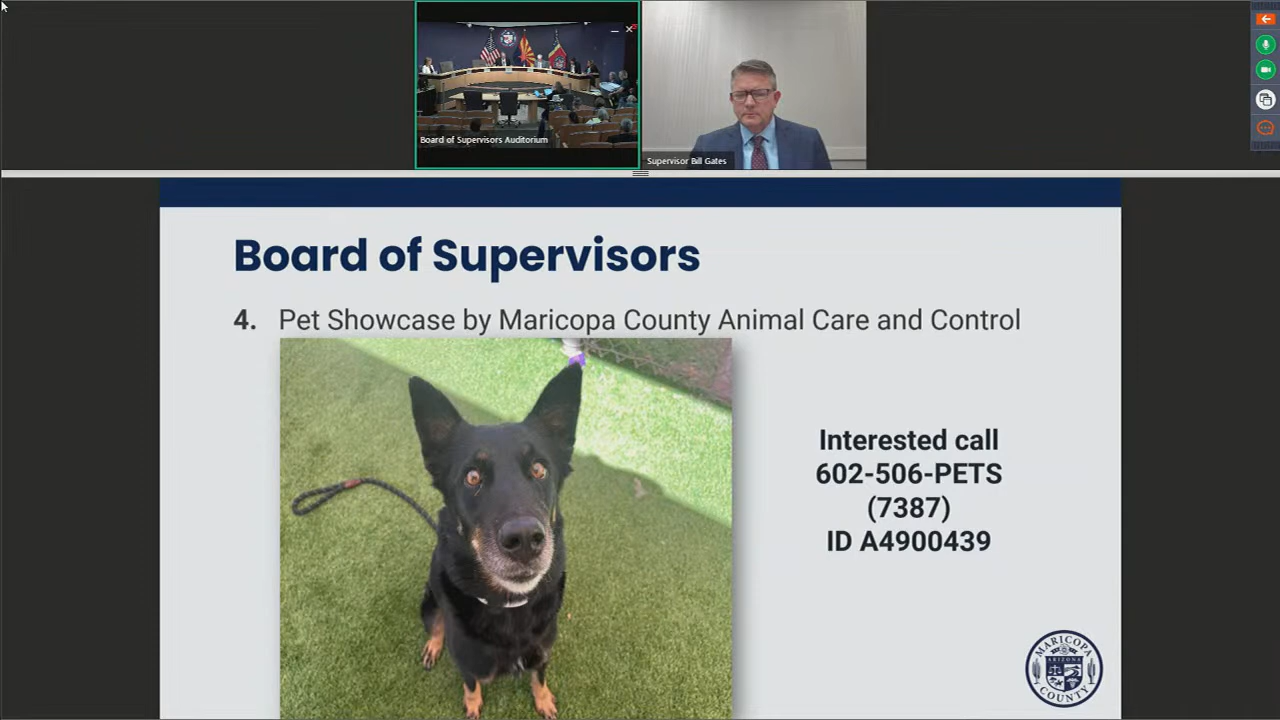 Board of Supervisors Auditorium
Supervisor Bill Gates
Board of Supervisors
4. Pet Showcase by Maricopa County Animal Care and Control
Interested call
602-506-PETS
(7387)
ID A4900439
MARICOPA
ARIZONA
COUNTY